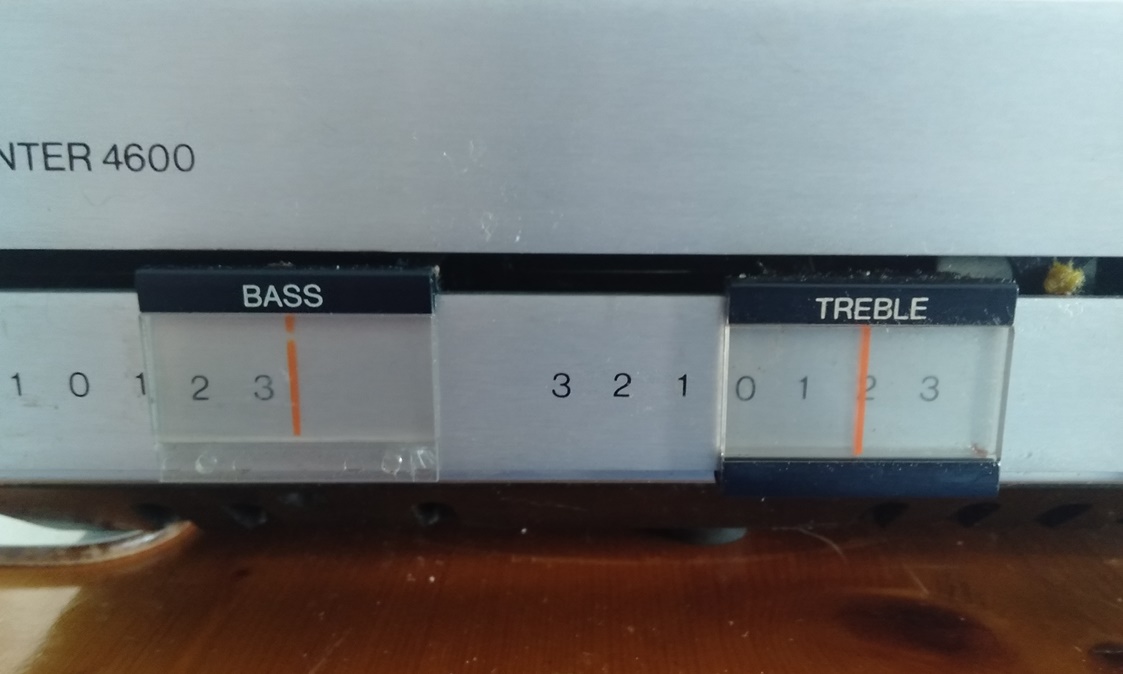 NTER 4600
BASS
TREBLE
1 0 1 2 3
3 2 1 0 1 2 3